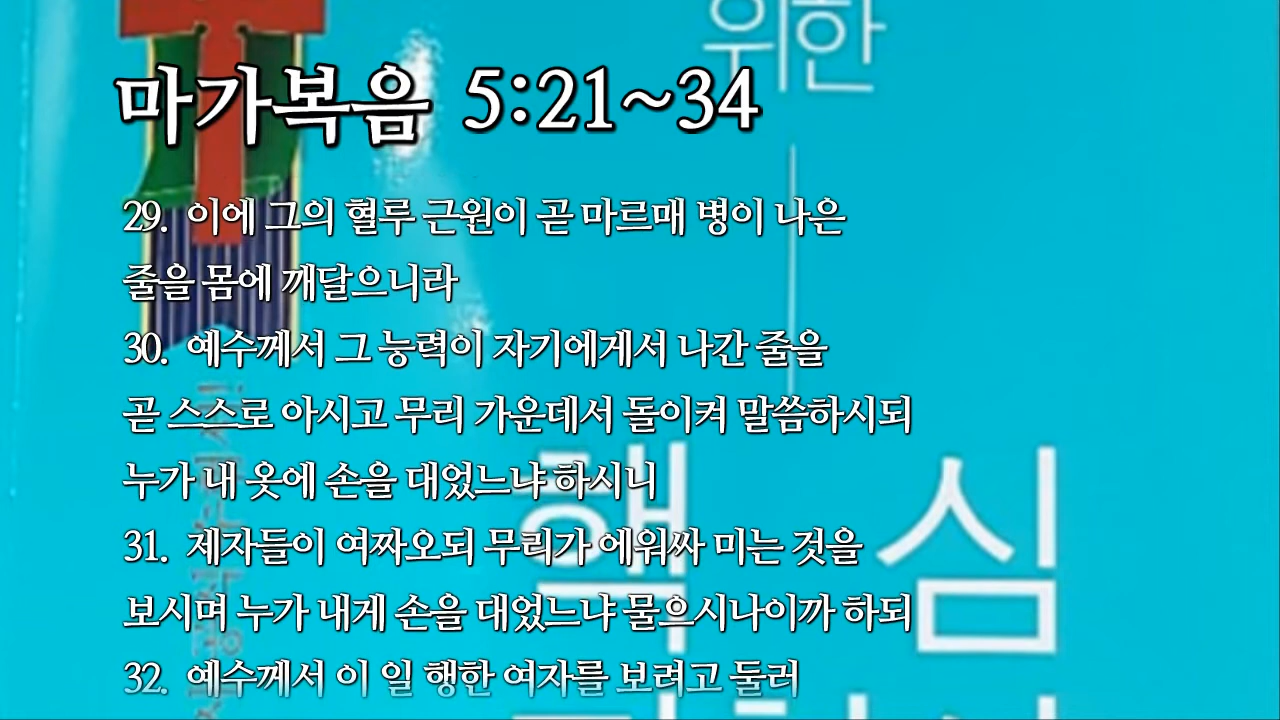 위한
마가복음 5:21~34
29. 이에 그의 혈루 근원이 곧 마르매 병이 나은
줄을 몸에 깨달으니라
30. 예수께서 그 능력이 자기에게서 나간 줄을
곧 스스로 아시고 무리 가운데서 돌이켜 말씀하시되
누가 내 옷에 손을 대었느냐 하시니
31. 제자들이 여짜오되 무리가 에워싸 미는 것을
보시며 누가 내게 손을 대었느냐 물으시나이까 하되
32. 예수께서 이 일 행한 여자를 보려고 둘러
핵심